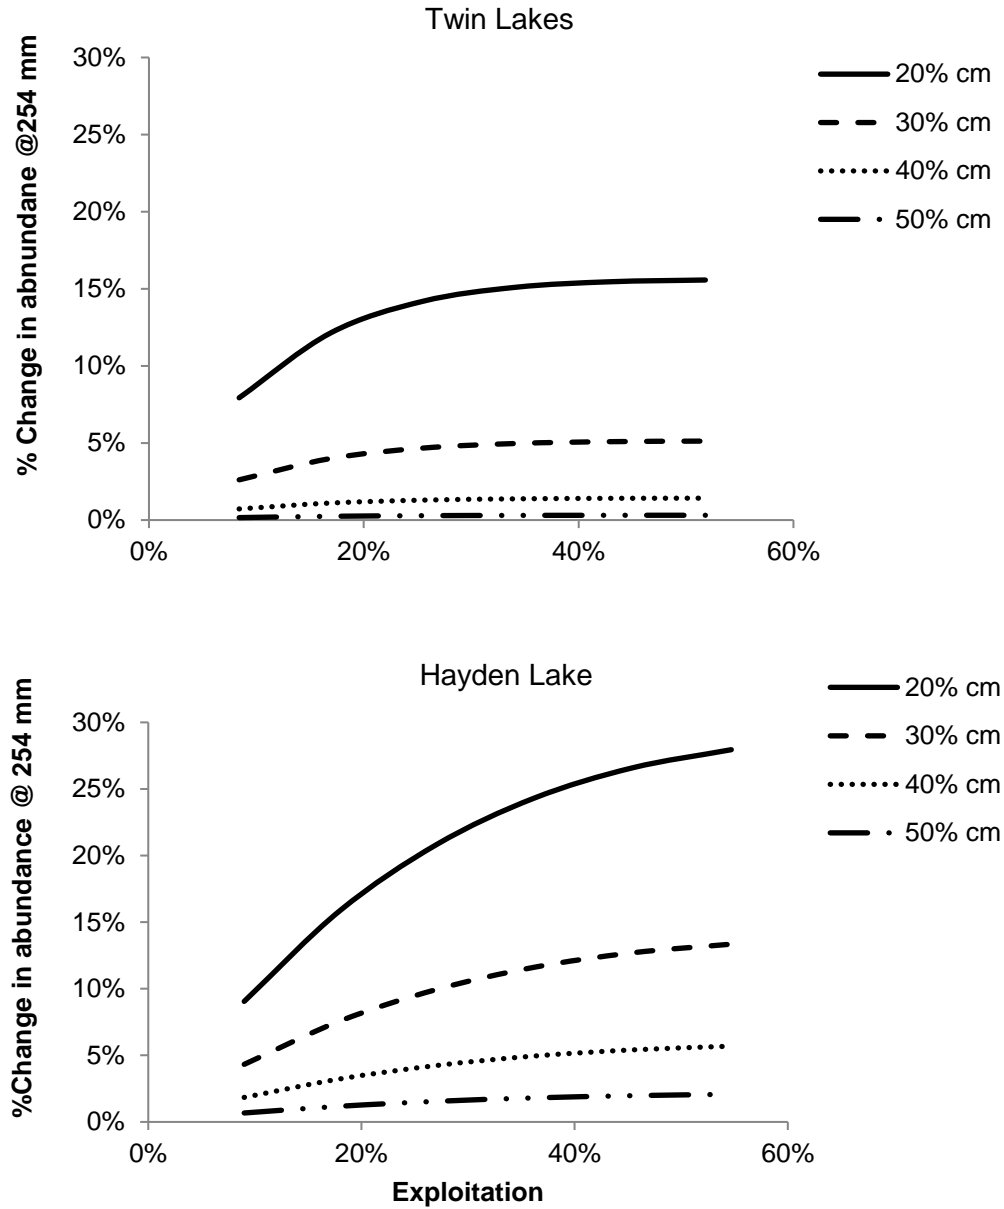 Twin Lakes
% Change in abnundane @254 mm
30%
25%
20%
15%
10%
5%
0%
0%
20%
40%
60%
20% cm
30% cm
40% cm
50% cm
Hayden Lake
%Change in abundance @ 254 mm
30%
25%
20%
15%
10%
5%
0%
0%
20%
40%
60%
Exploitation
20% cm
30% cm
40% cm
50% cm